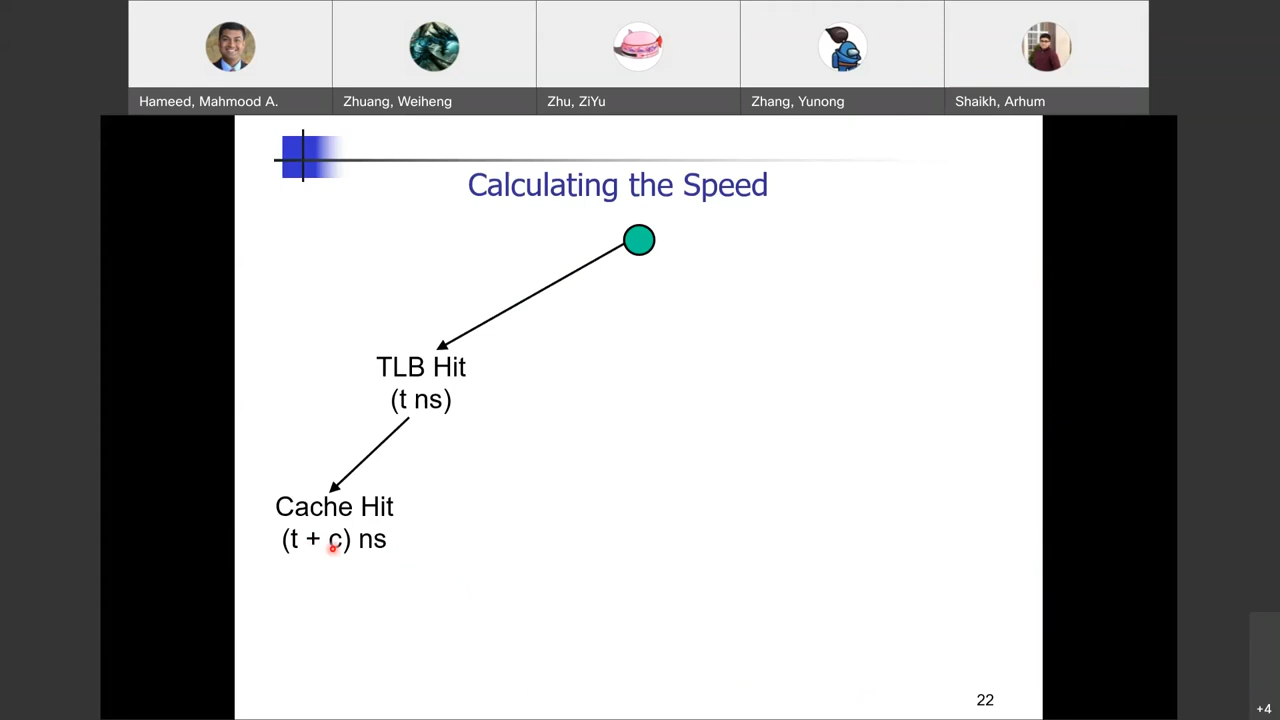 Hameed, Mahmood A.
Zhuang, Weiheng
Zhu, ZiYu
Zhang, Yunong
Shaikh, Arhum
Calculating the Speed
TLB Hit
(t ns)
Cache Hit
(t + c) ns
22
+4